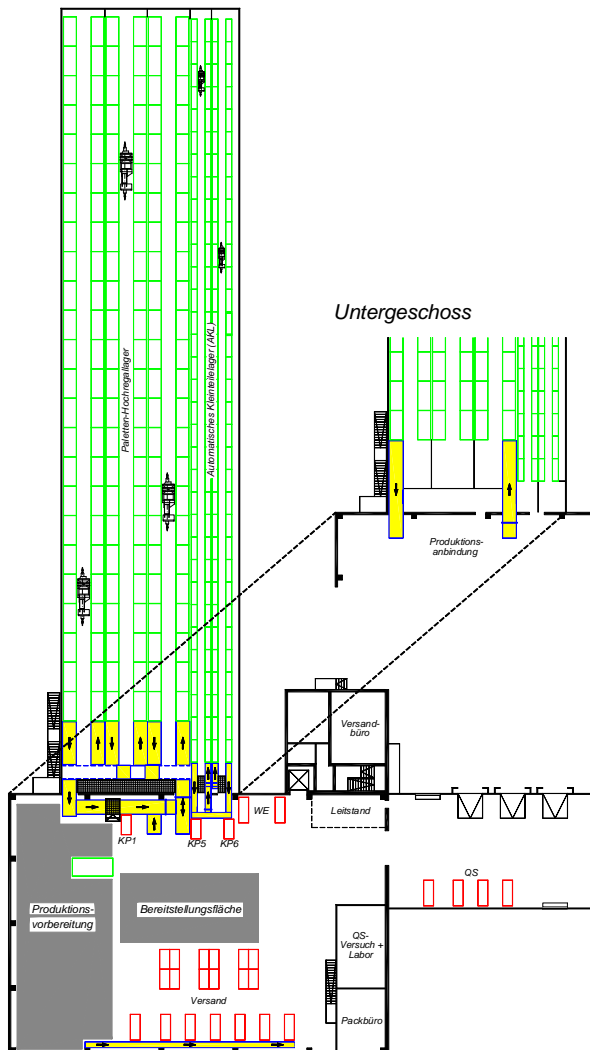 Untergeschoss
Paletten-Hochregallager
Automatisches Kleinteilelager (AKL)
Produktions-
anbindung
Versand-
büro
WE
Leitstand
KP1
KP5
KP6
QS
Produktions-
vorbereitung
Bereitstellungsfläche
QS-
Versuch +
Labor
Versand
Packbüro